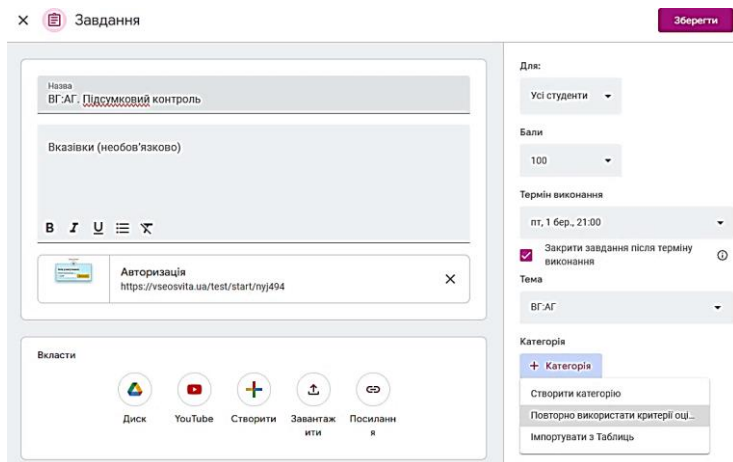 Завдання
Зберегти
Назва
ВГ:АГ. Підсумковий контроль
Вказівки (необов'язково)
B I U
Авторизація
https://vseosvita.ua/test/start/nyj494
Вкласти
Диск
YouTube
Створити
Завантаж
ити
Посиланн
я
Для:
Усі студенти
Бали
100
Термін виконання
пт, 1 бер., 21:00
Закрити завдання після терміну
виконання
Тема
ВГ:АГ
Категорія
+ Категорія
Створити категорію
Повторно використати критерії оці...
Імпортувати з Таблиць